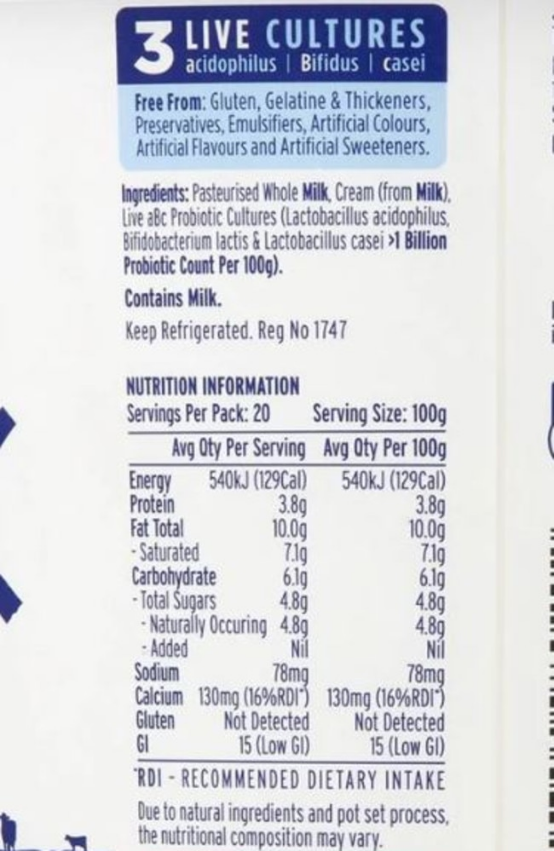 3 LIVE CULTURES
acidophilus | Bifidus | casei
Free From: Gluten, Gelatine & Thickeners,
Preservatives, Emulsifiers, Artificial Colours,
Artificial Flavours and Artificial Sweeteners.
Ingredients: Pasteurised Whole Milk, Cream (from Milk),
Live aBc Probiotic Cultures (Lactobacillus acidophilus,
Bifidobacterium lactis & Lactobacillus casei >1 Billion
Probiotic Count Per 100g).
Contains Milk.
Keep Refrigerated. Reg No 1747
NUTRITION INFORMATION
Servings Per Pack: 20 Serving Size: 100g
Avg Qty Per Serving Avg Qty Per 100g
Energy 540kJ (129Cal) 540kJ (129Cal)
Protein 3.8g 3.8g
Fat Total 10.0g 10.0g
- Saturated 7.1g 7.1g
Carbohydrate 6.1g 6.1g
- Total Sugars 4.8g 4.8g
- Naturally Occuring 4.8g 4.8g
- Added Nil Nil
Sodium 78mg 78mg
Calcium 130mg (16%RDI*) 130mg (16%RDI*)
Gluten Not Detected Not Detected
GI 15 (Low GI) 15 (Low GI)
*RDI - RECOMMENDED DIETARY INTAKE
Due to natural ingredients and pot set process,
the nutritional composition may vary.